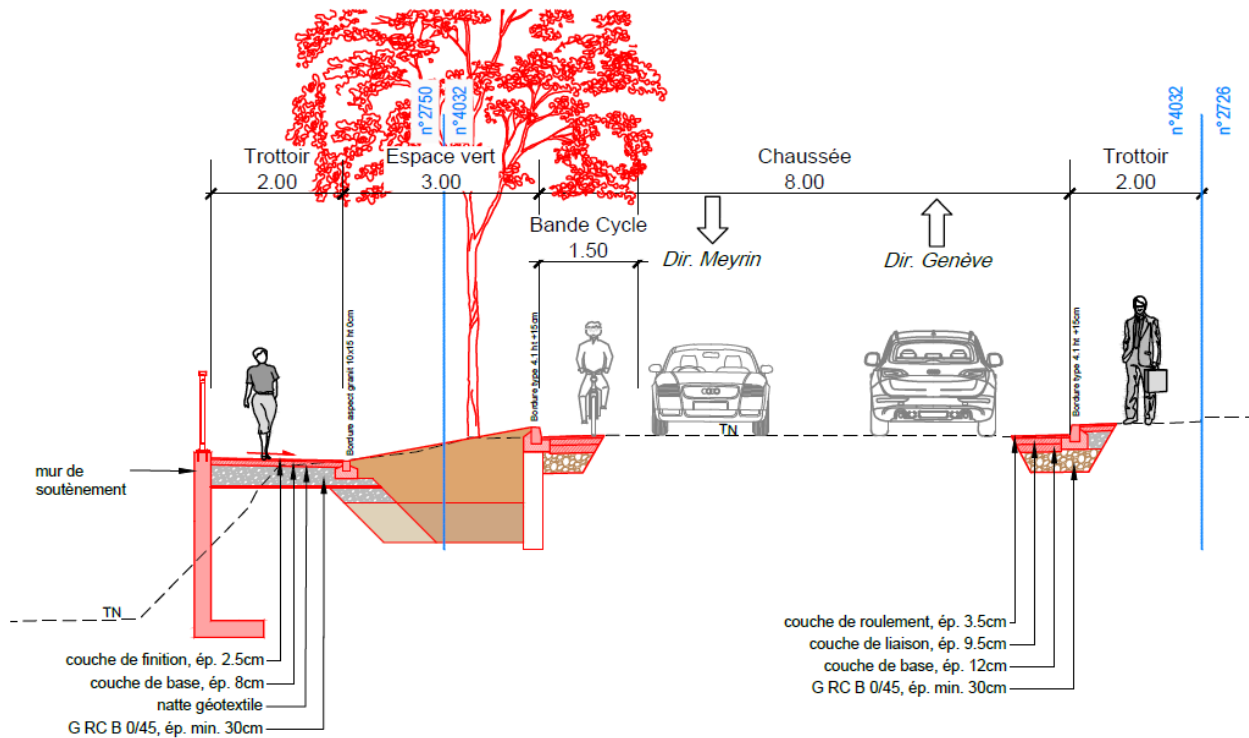 n°2750
n°4032
n°4032
n°2726
Trottoir
2.00
Espace vert
3.00
Chaussée
8.00
Trottoir
2.00
Bande Cycle
1.50
Dir. Meyrin
Dir. Genève
Bordure aspect granit 10x15 ht 0cm
Bordure type 4.1 ht +15cm
Bordure type 4.1 ht +15cm
TN
mur de
soutènement
TN
couche de finition, ép. 2.5cm
couche de base, ép. 8cm
natte géotextile
G RC B 0/45, ép. min. 30cm
couche de roulement, ép. 3.5cm
couche de liaison, ép. 9.5cm
couche de base, ép. 12cm
G RC B 0/45, ép. min. 30cm